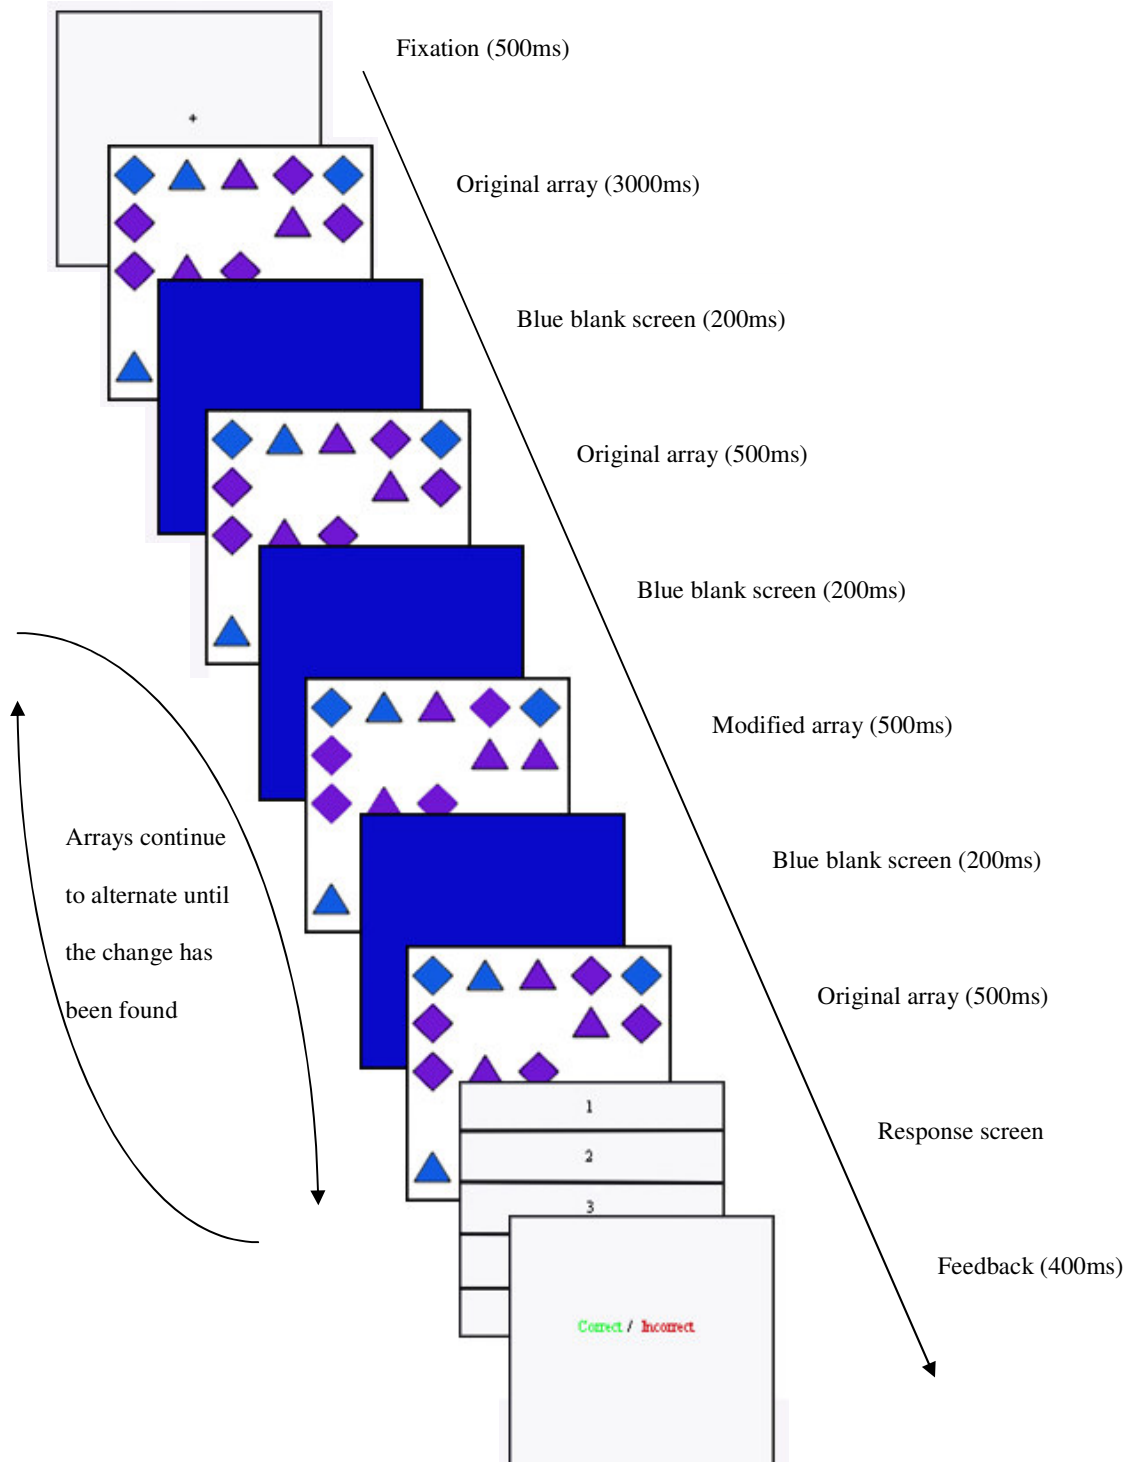 Fixation (500ms)
+
Original array (3000ms)
Blue blank screen (200ms)
Original array (500ms)
Blue blank screen (200ms)
Modified array (500ms)
Arrays continue
to alternate until
the change has
been found
Blue blank screen (200ms)
Original array (500ms)
1
2
3
Response screen
Feedback (400ms)
Correct / Incorrect